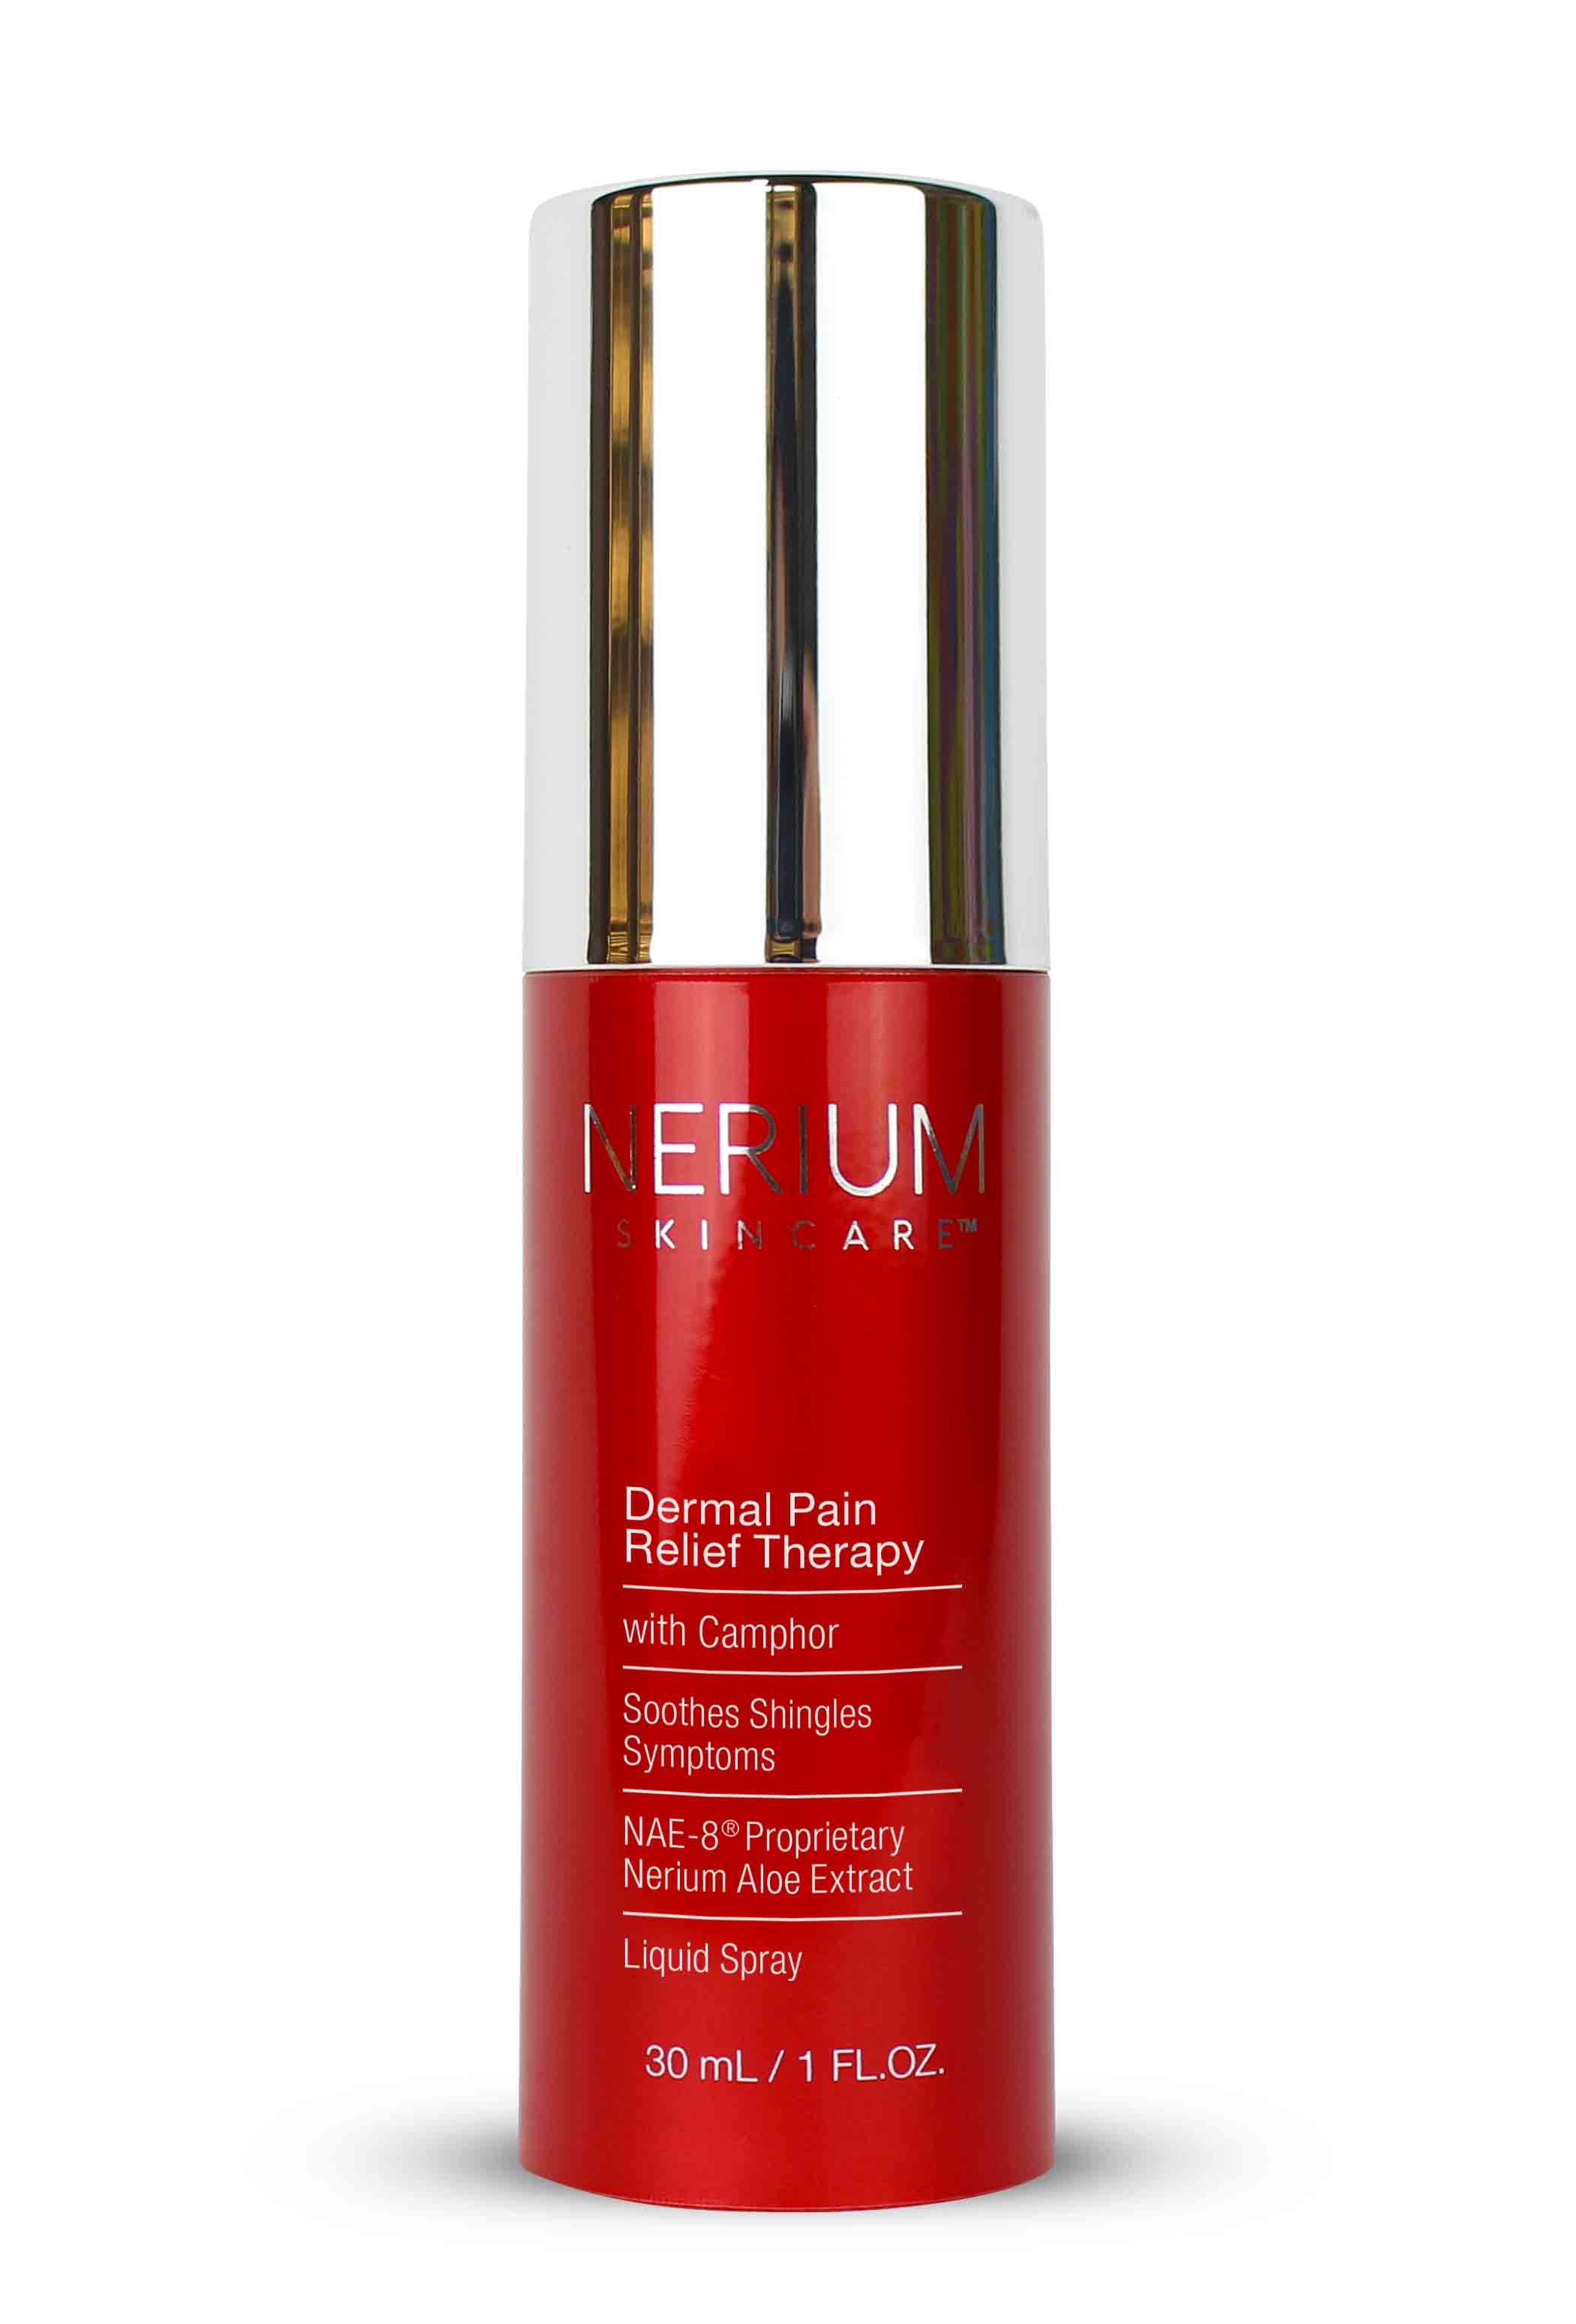 NERIUM
SKINCARE™
Dermal Pain
Relief Therapy
with Camphor
Soothes Shingles
Symptoms
NAE-8® Proprietary
Nerium Aloe Extract
Liquid Spray
30 mL / 1 FL.OZ.